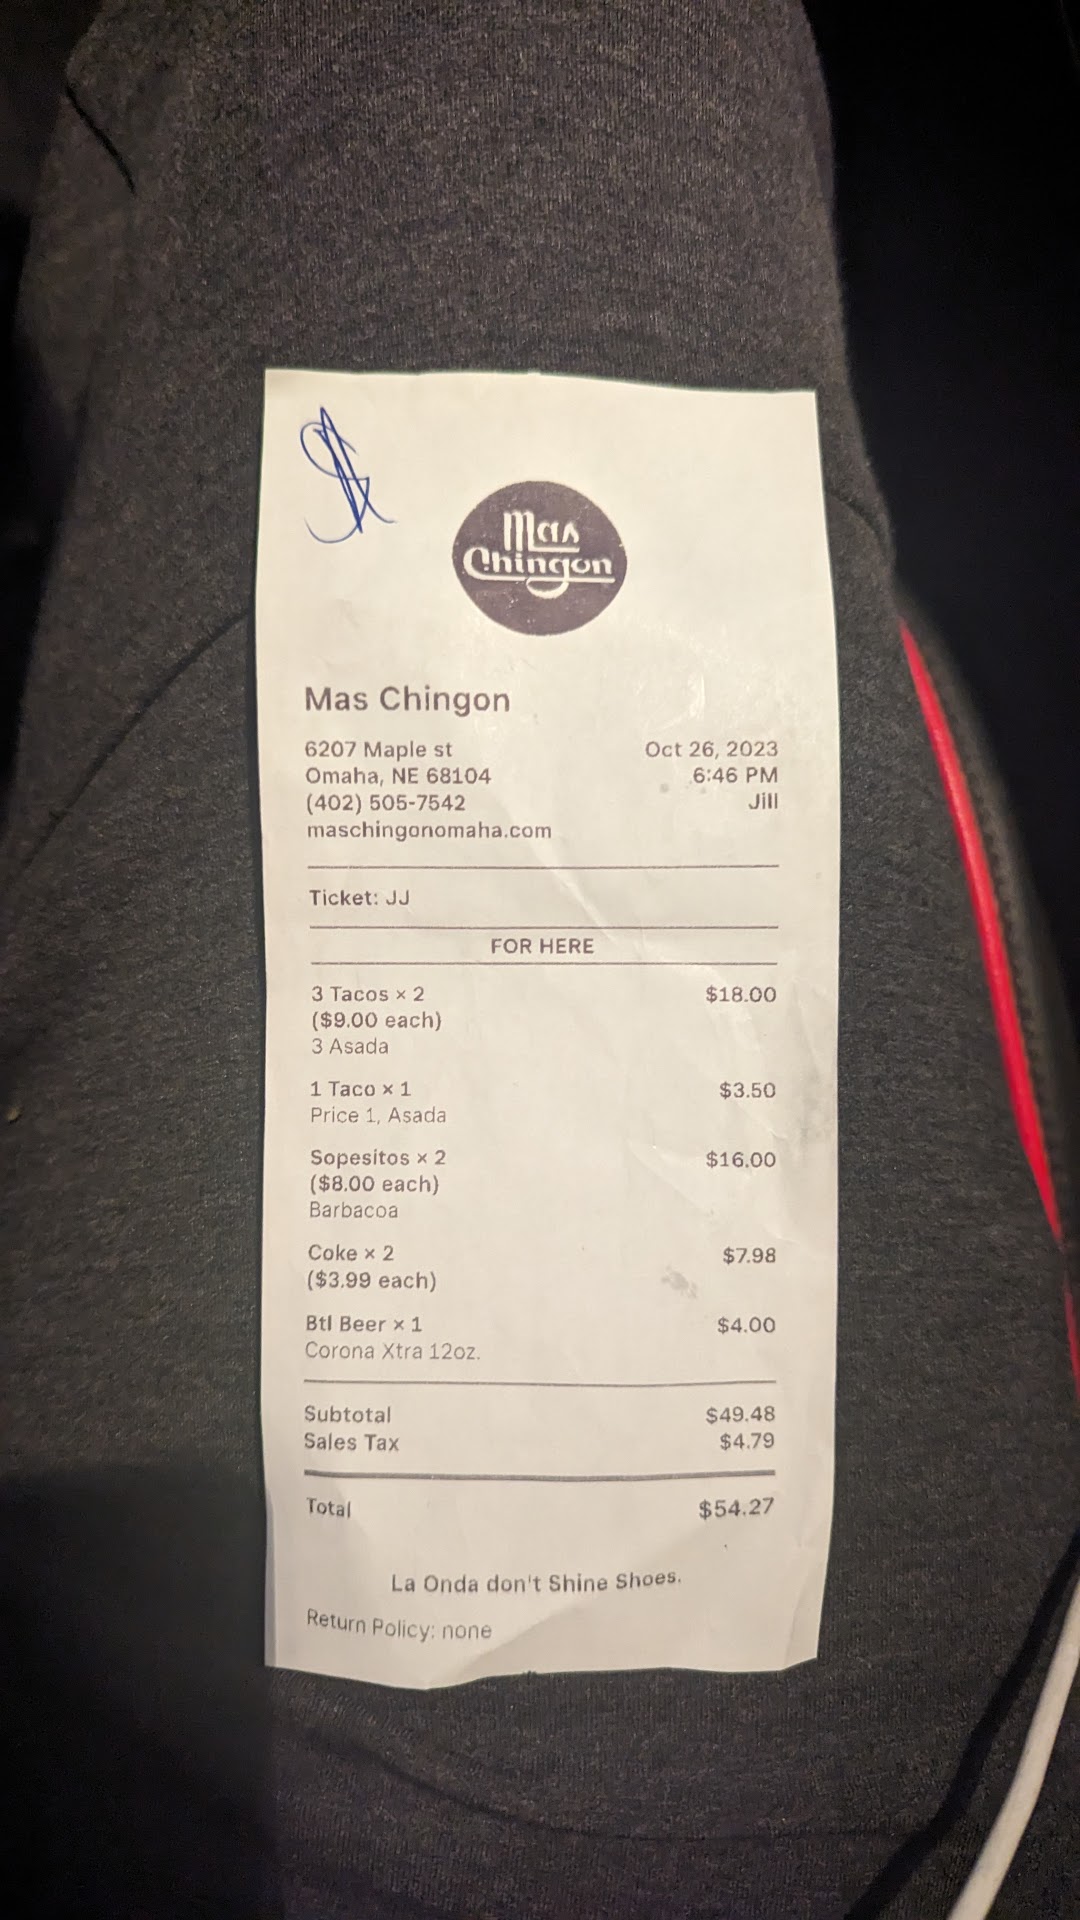 $
Mas
Chingon
Mas Chingon
6207 Maple st
Oct 26, 2023
Omaha, NE 68104
6:46 PM
(402) 505-7542
Jill
maschingonomaha.com
Ticket: JJ
FOR HERE
3 Tacos × 2 $18.00
($9.00 each)
3 Asada
1 Taco × 1 $3.50
Price 1, Asada
Sopesitos × 2 $16.00
($8.00 each)
Barbacoa
Coke × 2 $7.98
($3.99 each)
Btl Beer × 1 $4.00
Corona Xtra 12oz.
Subtotal $49.48
Sales Tax $4.79
Total $54.27
La Onda don't Shine Shoes.
Return Policy: none